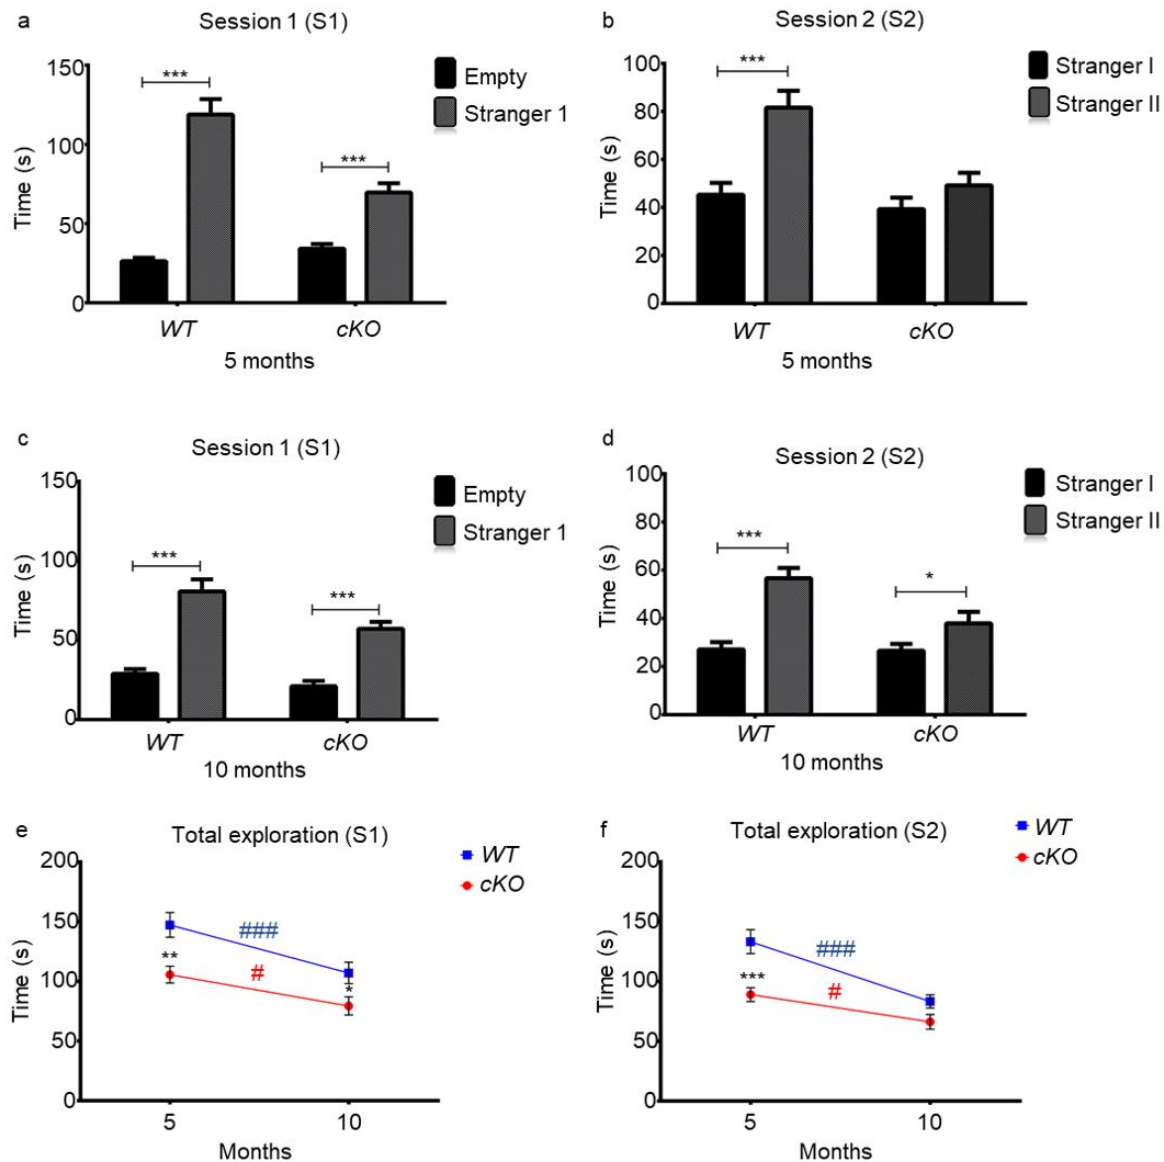 a
Session 1 (S1)
Time (s)
150
100
50
0
***
***
Empty
Stranger 1
WT
cKO
5 months
b
Session 2 (S2)
Time (s)
100
80
60
40
20
0
***
Stranger I
Stranger II
WT
cKO
5 months
c
Session 1 (S1)
Time (s)
150
100
50
0
***
***
Empty
Stranger 1
WT
cKO
10 months
d
Session 2 (S2)
Time (s)
100
80
60
40
20
0
***
*
Stranger I
Stranger II
WT
cKO
10 months
e
Total exploration (S1)
WT
cKO
Time (s)
200
150
100
50
0
###
**
#
*
5
10
Months
f
Total exploration (S2)
WT
cKO
Time (s)
200
150
100
50
0
###
***
#
5
10
Months